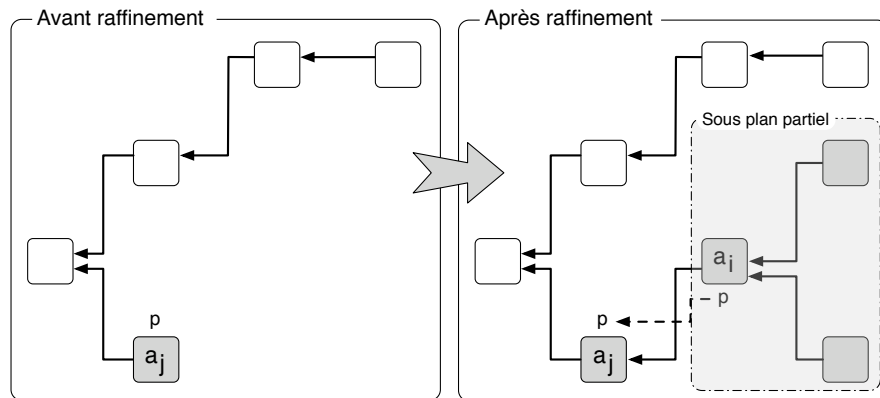 Avant raffinement
p
aj
Après raffinement
Sous plan partiel
ai
p
p
aj